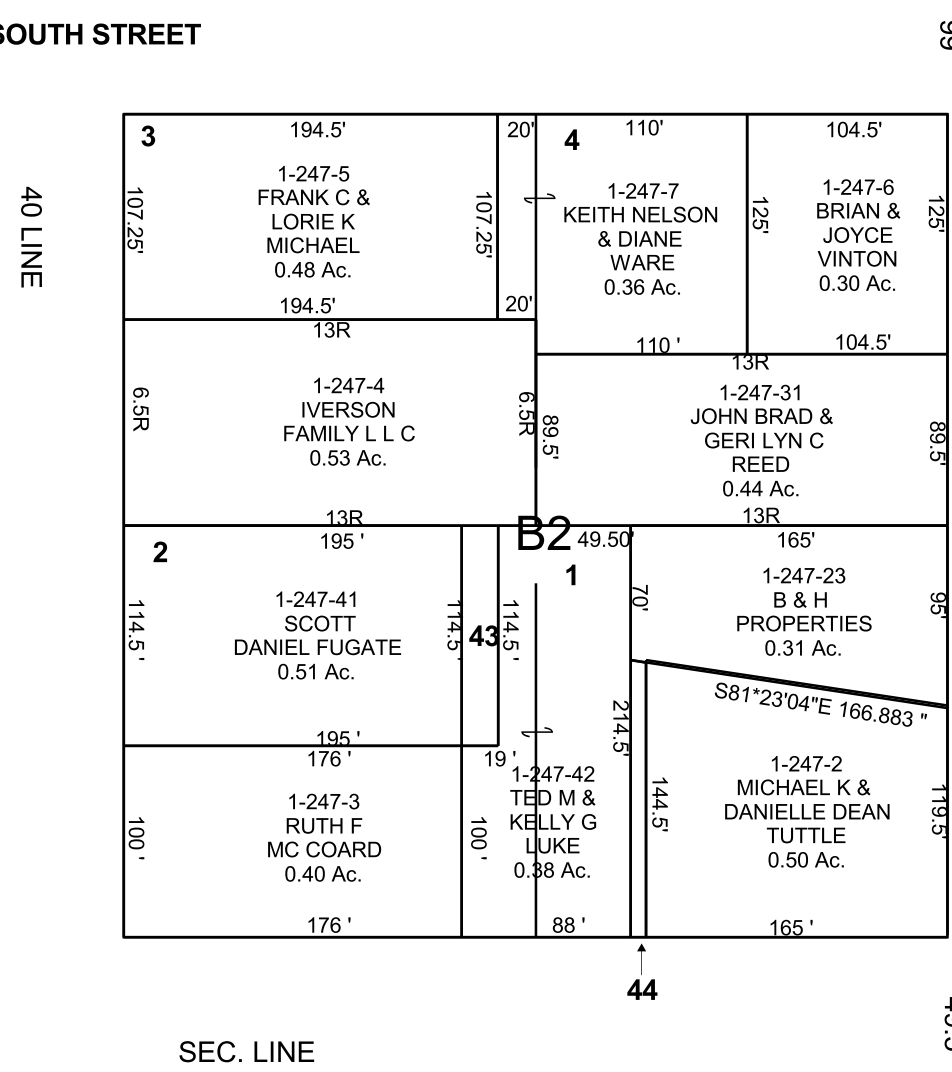 SOUTH STREET
99
40 LINE
3
194.5'
20'
4
110'
104.5'
1-247-5
FRANK C &
LORIE K
MICHAEL
0.48 Ac.
107.25'
107.25'
1-247-7
KEITH NELSON
& DIANE
WARE
0.36 Ac.
125'
1-247-6
BRIAN &
JOYCE
VINTON
0.30 Ac.
125'
194.5'
20'
110 '
104.5'
13R
13R
6.5R
1-247-4
IVERSON
FAMILY L L C
0.53 Ac.
6.5R
89.5'
1-247-31
JOHN BRAD &
GERI LYN C
REED
0.44 Ac.
89.5'
13R
13R
B2
2
195 '
49.50'
165'
1
114.5 '
1-247-41
SCOTT
DANIEL FUGATE
0.51 Ac.
114.5 '
43
114.5 '
70'
1-247-23
B & H
PROPERTIES
0.31 Ac.
95'
S81*23'04"E 166.883 "
195 '
176 '
19 '
214.5'
100 '
1-247-3
RUTH F
MC COARD
0.40 Ac.
100 '
1-247-42
TED M &
KELLY G
LUKE
0.38 Ac.
144.5'
1-247-2
MICHAEL K &
DANIELLE DEAN
TUTTLE
0.50 Ac.
119.5'
176 '
88 '
165 '
44
SEC. LINE